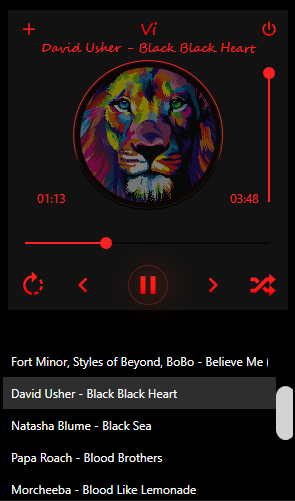 Vi
David Usher - Black Black Heart
01:13
03:48
Fort Minor, Styles of Beyond, BoBo - Believe Me (
David Usher - Black Black Heart
Natasha Blume - Black Sea
Papa Roach - Blood Brothers
Morcheeba - Blood Like Lemonade